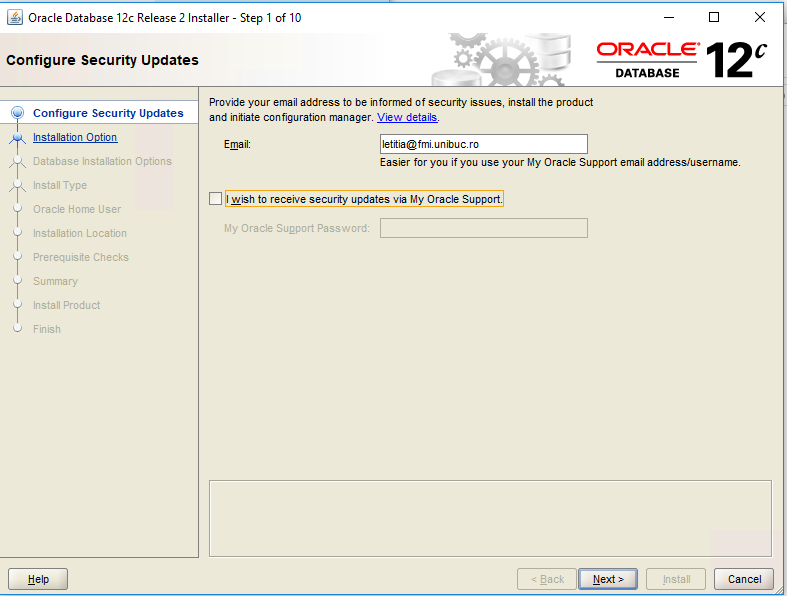 Oracle Database 12c Release 2 Installer - Step 1 of 10
Configure Security Updates
ORACLE®
DATABASE
12c
Configure Security Updates
Installation Option
Database Installation Options
Install Type
Oracle Home User
Installation Location
Prerequisite Checks
Summary
Install Product
Finish
Provide your email address to be informed of security issues, install the product
and initiate configuration manager. View details.
Email:
letitia@fmi.unibuc.ro
Easier for you if you use your My Oracle Support email address/username.
I wish to receive security updates via My Oracle Support.
My Oracle Support Password:
Help
< Back
Next >
Install
Cancel